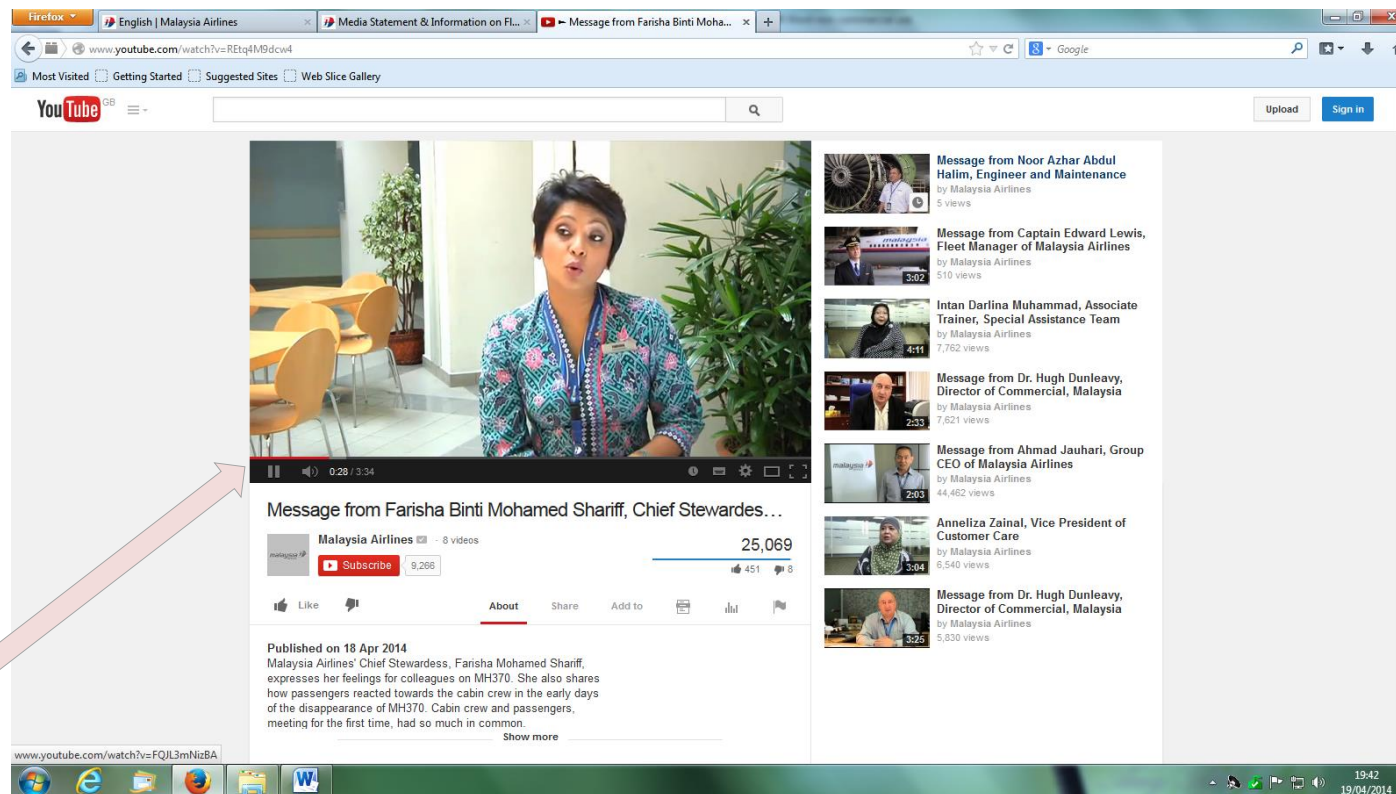 Firefox
English | Malaysia Airlines
Media Statement & Information on Fl...
Message from Farisha Binti Moha...
www.youtube.com/watch?v=REtq4M9dcw4
Google
Most Visited
Getting Started
Suggested Sites
Web Slice Gallery
YouTube GB
Upload
Sign in
0:28 / 3:34
Message from Farisha Binti Mohamed Shariff, Chief Stewardes...
malaysia
Malaysia Airlines
- 8 videos
Subscribe
9,266
25,069
451
8
Like
About
Share
Add to
Published on 18 Apr 2014
Malaysia Airlines' Chief Stewardess, Farisha Mohamed Shariff,
expresses her feelings for colleagues on MH370. She also shares
how passengers reacted towards the cabin crew in the early days
of the disappearance of MH370. Cabin crew and passengers,
meeting for the first time, had so much in common.
Show more
Message from Noor Azhar Abdul
Halim, Engineer and Maintenance
by Malaysia Airlines
5 views
malaysia
3:02
Message from Captain Edward Lewis,
Fleet Manager of Malaysia Airlines
by Malaysia Airlines
510 views
4:11
Intan Darlina Muhammad, Associate
Trainer, Special Assistance Team
by Malaysia Airlines
7,762 views
2:33
Message from Dr. Hugh Dunleavy,
Director of Commercial, Malaysia
by Malaysia Airlines
7,621 views
malaysia
2:03
Message from Ahmad Jauhari, Group
CEO of Malaysia Airlines
by Malaysia Airlines
44,462 views
3:04
Anneliza Zainal, Vice President of
Customer Care
by Malaysia Airlines
6,540 views
3:25
Message from Dr. Hugh Dunleavy,
Director of Commercial, Malaysia
by Malaysia Airlines
5,830 views
www.youtube.com/watch?v=FQJL3mNizBA
19:42
19/04/2014